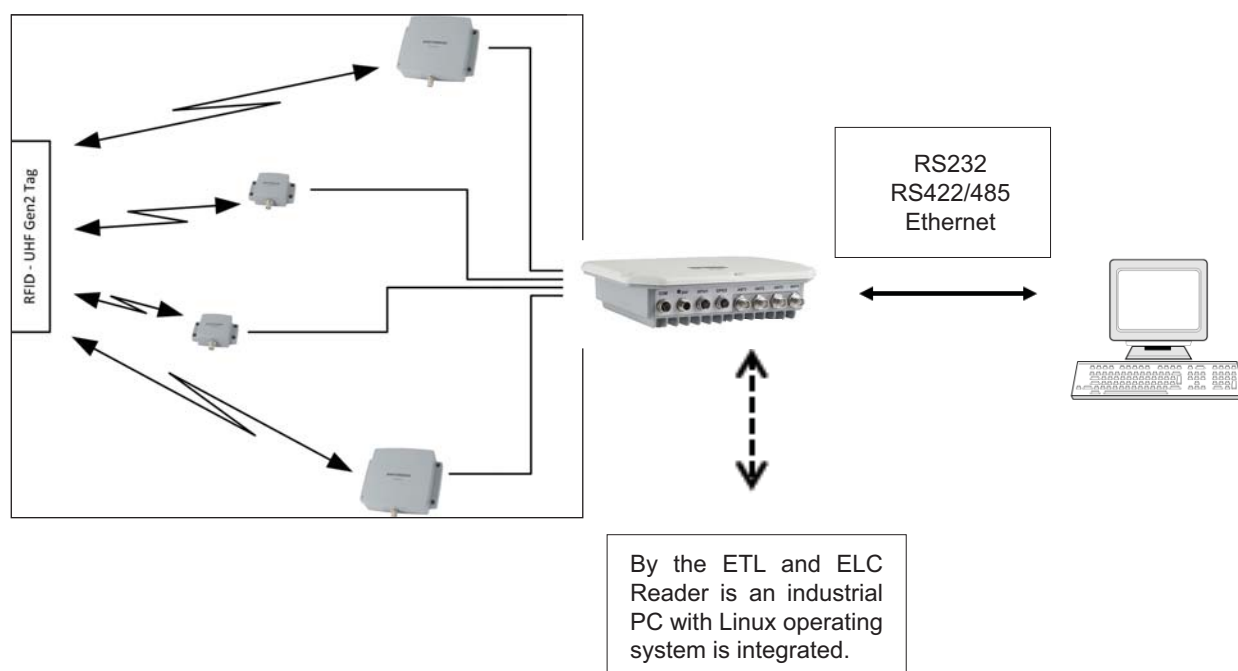 RFID - UHF Gen2 Tag
RS232
RS422/485
Ethernet
By the ETL and ELC
Reader is an industrial
PC with Linux operating
system is integrated.